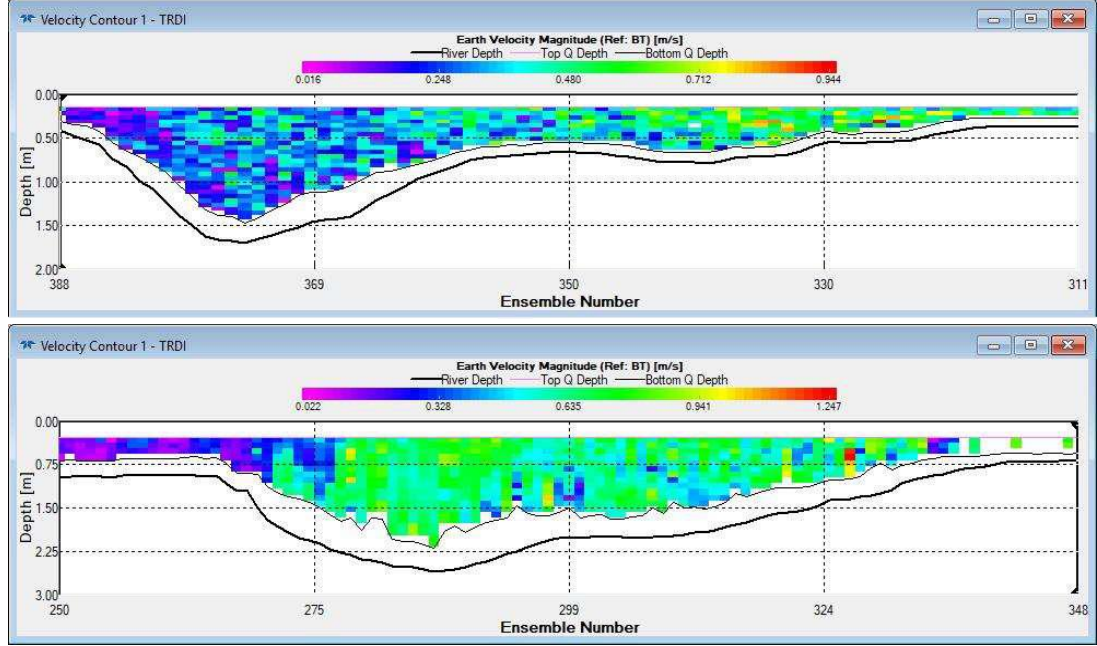 Velocity Contour 1 - TRDI
Earth Velocity Magnitude (Ref: BT) [m/s]
River Depth Top Q Depth Bottom Q Depth
0.016 0.248 0.480 0.712 0.944
0.00
0.50
1.00
1.50
2.00
Depth [m]
388 369 350 330 311
Ensemble Number
Velocity Contour 1 - TRDI
Earth Velocity Magnitude (Ref: BT) [m/s]
River Depth Top Q Depth Bottom Q Depth
0.022 0.328 0.635 0.941 1.247
0.00
0.75
1.50
2.25
3.00
Depth [m]
250 275 299 324 348
Ensemble Number